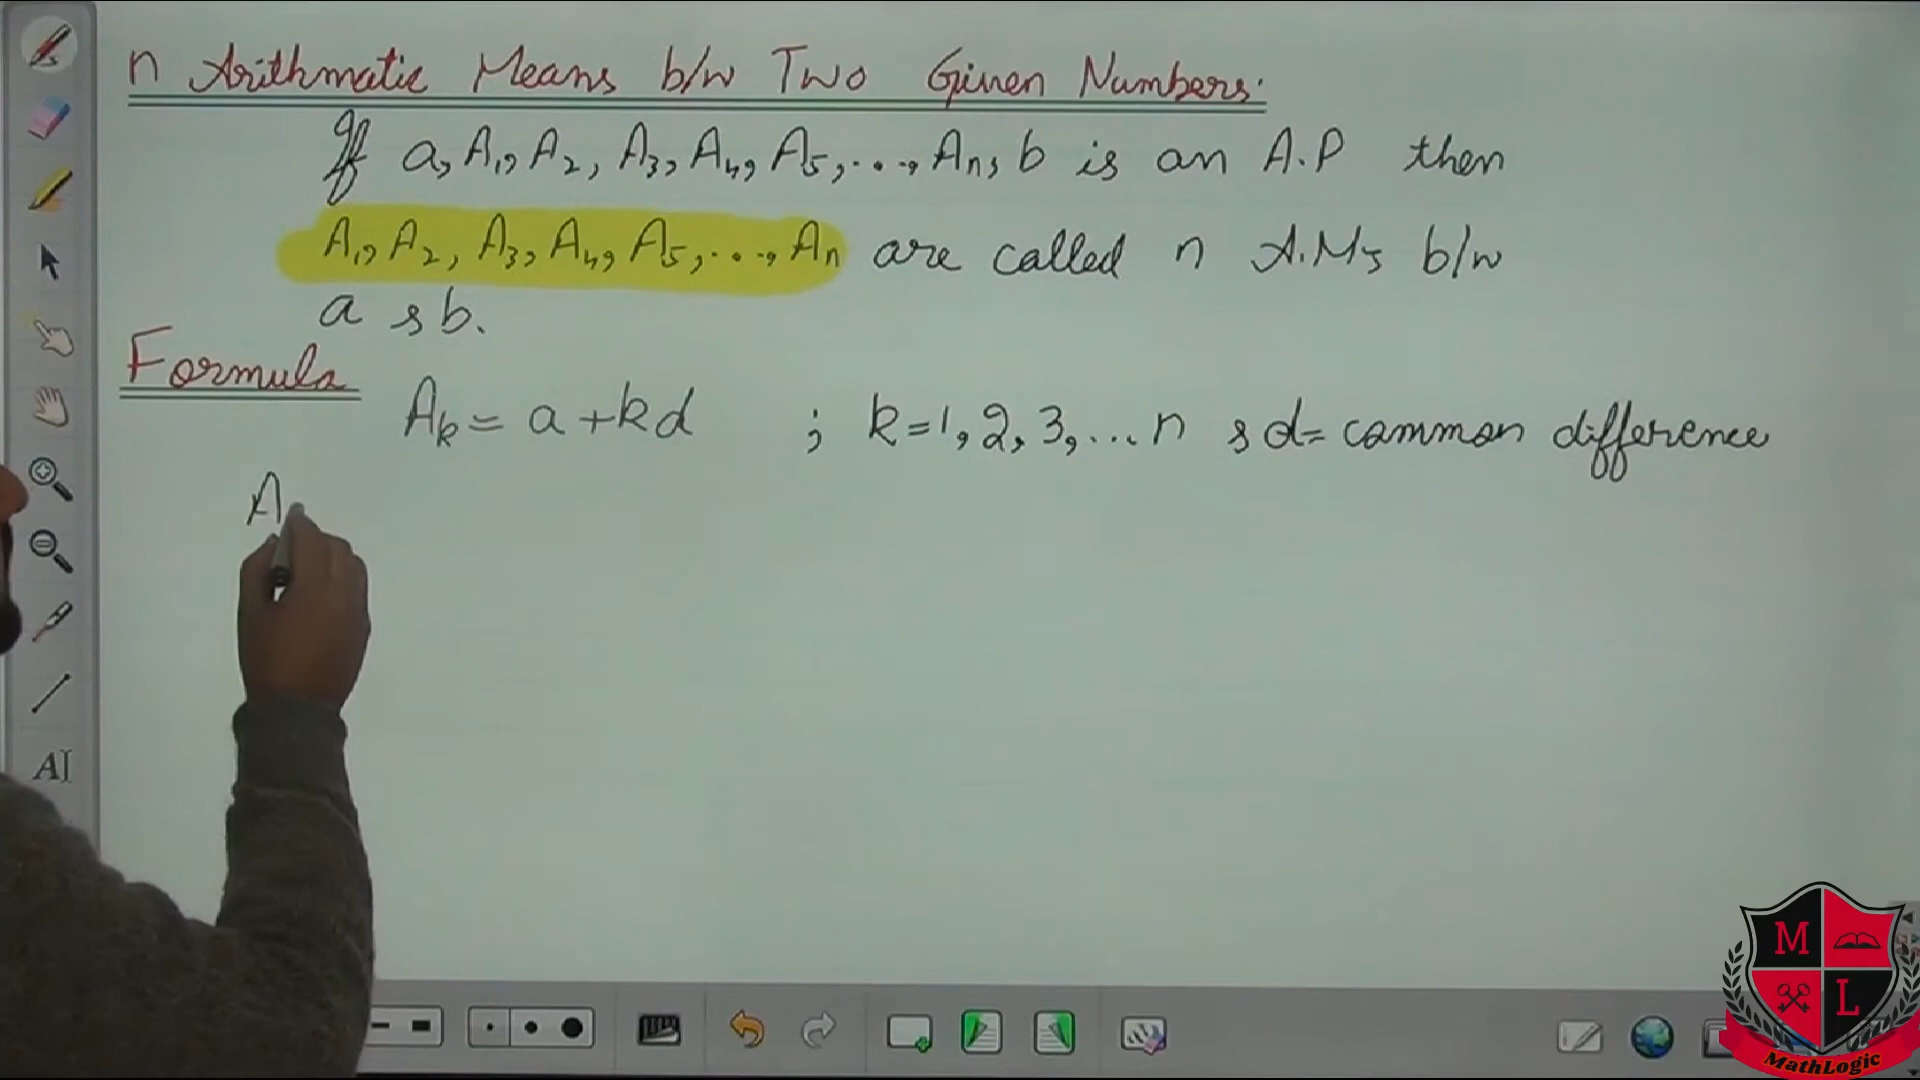 n Arithmatic Means b/w Two Given Numbers:
If a, A1, A2, A3, A4, A5, ..., An, b is an A.P then
A1, A2, A3, A4, A5, ..., An are called n A.Ms b/w
a & b.
Formula
Ak = a + kd ; k = 1, 2, 3, ... n & d = common difference
A
AI
M
L
MathLogic